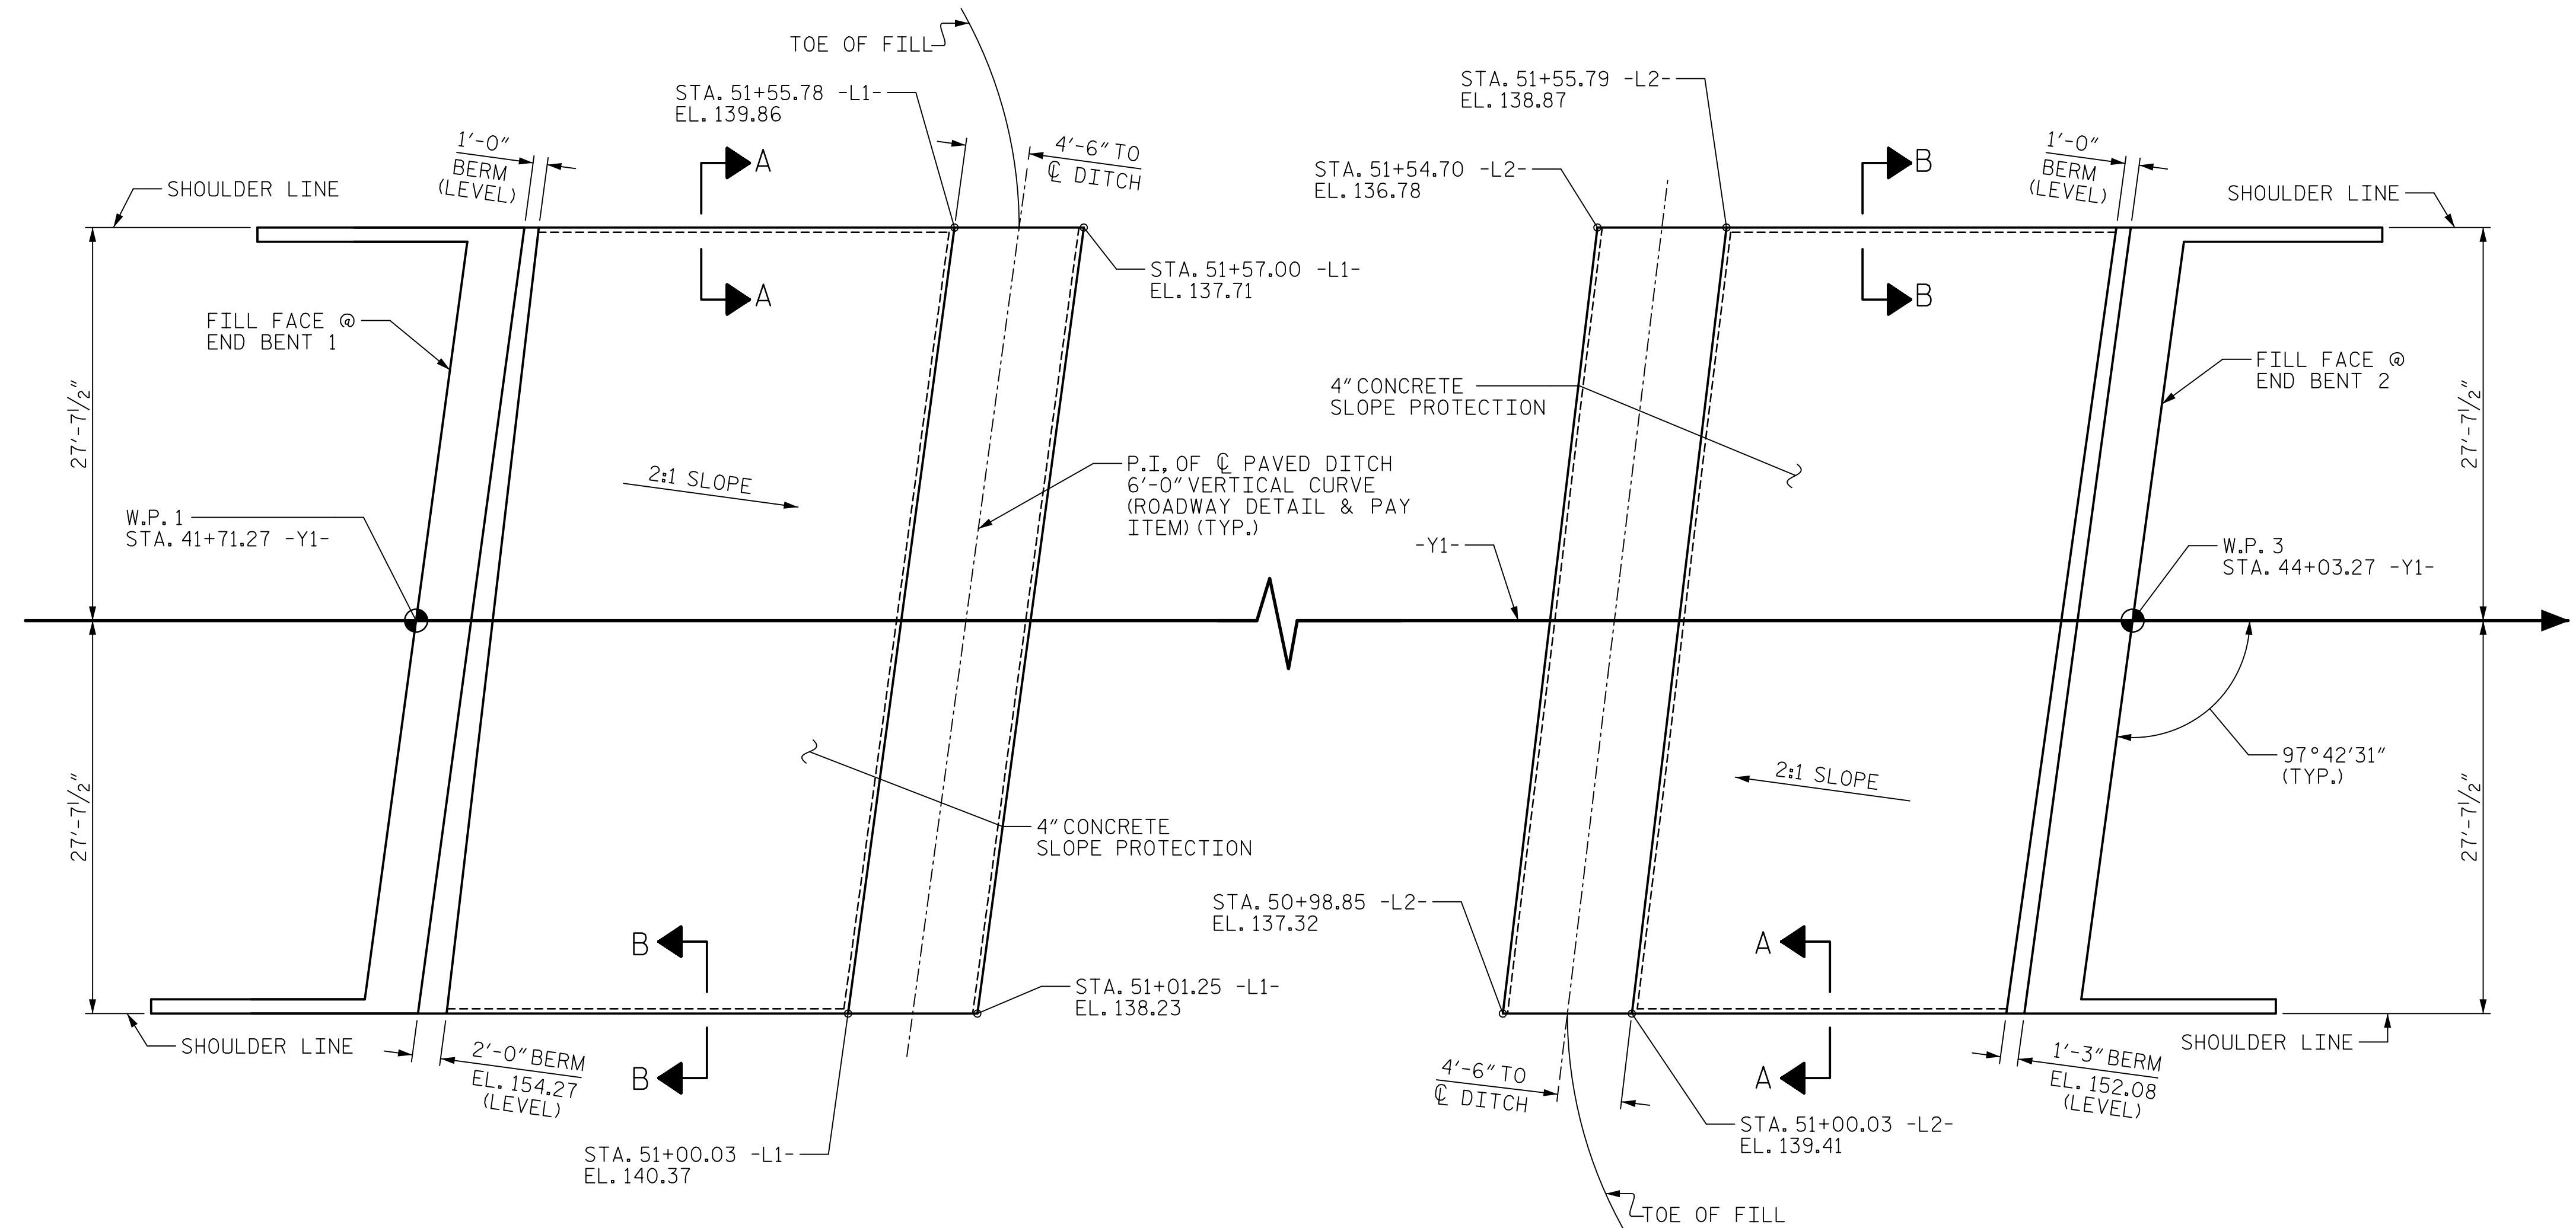 TOE OF FILL
STA. 51+55.78 -L1-
EL. 139.86
1'-0"
BERM
(LEVEL)
A
4'-6" TO
℄ DITCH
STA. 51+55.79 -L2-
EL. 138.87
STA. 51+54.70 -L2-
EL. 136.78
B
1'-0"
BERM
(LEVEL)
SHOULDER LINE
SHOULDER LINE
A
B
STA. 51+57.00 -L1-
EL. 137.71
FILL FACE @
END BENT 1
FILL FACE @
END BENT 2
27'-7½"
4" CONCRETE
SLOPE PROTECTION
27'-7½"
2:1 SLOPE
P.I. OF ℄ PAVED DITCH
6'-0" VERTICAL CURVE
(ROADWAY DETAIL & PAY
ITEM) (TYP.)
W.P. 1
STA. 41+71.27 -Y1-
-Y1-
W.P. 3
STA. 44+03.27 -Y1-
97°42'31"
(TYP.)
2:1 SLOPE
27'-7½"
4" CONCRETE
SLOPE PROTECTION
27'-7½"
STA. 50+98.85 -L2-
EL. 137.32
B
A
STA. 51+01.25 -L1-
EL. 138.23
SHOULDER LINE
2'-0" BERM
EL. 154.27
(LEVEL)
B
4'-6" TO
℄ DITCH
A
1'-3" BERM
EL. 152.08
(LEVEL)
SHOULDER LINE
STA. 51+00.03 -L2-
EL. 139.41
STA. 51+00.03 -L1-
EL. 140.37
TOE OF FILL